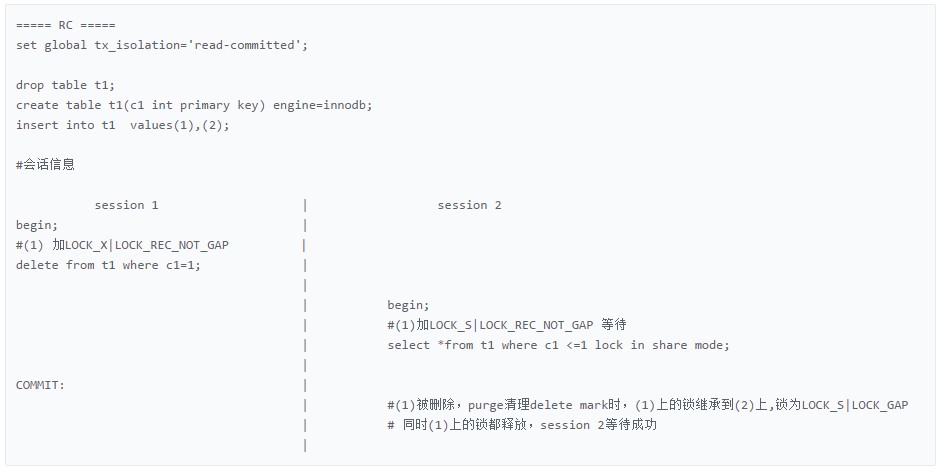 ===== RC =====
set global tx_isolation='read-committed';
drop table t1;
create table t1(c1 int primary key) engine=innodb;
insert into t1  values(1),(2);
#会话信息
session 1 | session 2
begin; |
#(1) 加LOCK_X|LOCK_REC_NOT_GAP |
delete from t1 where c1=1; |
|
| begin;
| #(1)加LOCK_S|LOCK_REC_NOT_GAP 等待
| select *from t1 where c1 <=1 lock in share mode;
|
COMMIT: |
| #(1)被删除，purge清理delete mark时，(1)上的锁继承到(2)上,锁为LOCK_S|LOCK_GAP
| # 同时(1)上的锁都释放，session 2等待成功
|